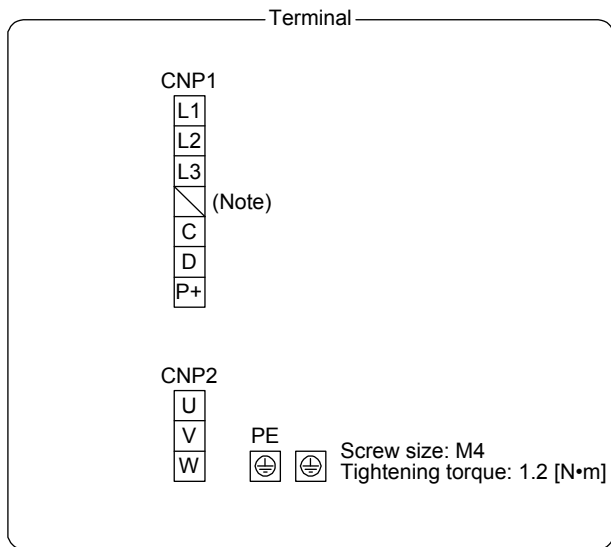 Terminal
CNP1
L1
L2
L3
(Note)
C
D
P+
CNP2
U
V
W
PE
Screw size: M4
Tightening torque: 1.2 [N•m]